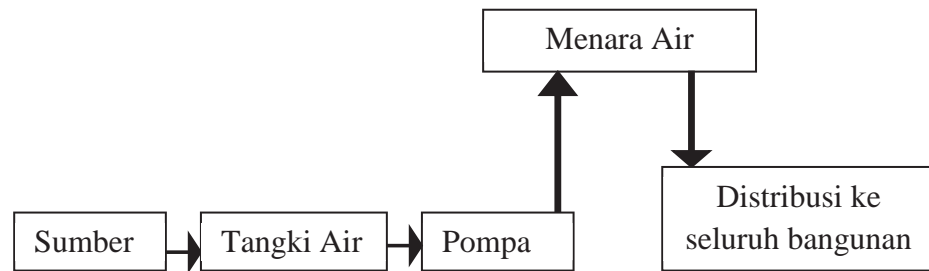 Menara Air
Sumber
Tangki Air
Pompa
Distribusi ke
seluruh bangunan